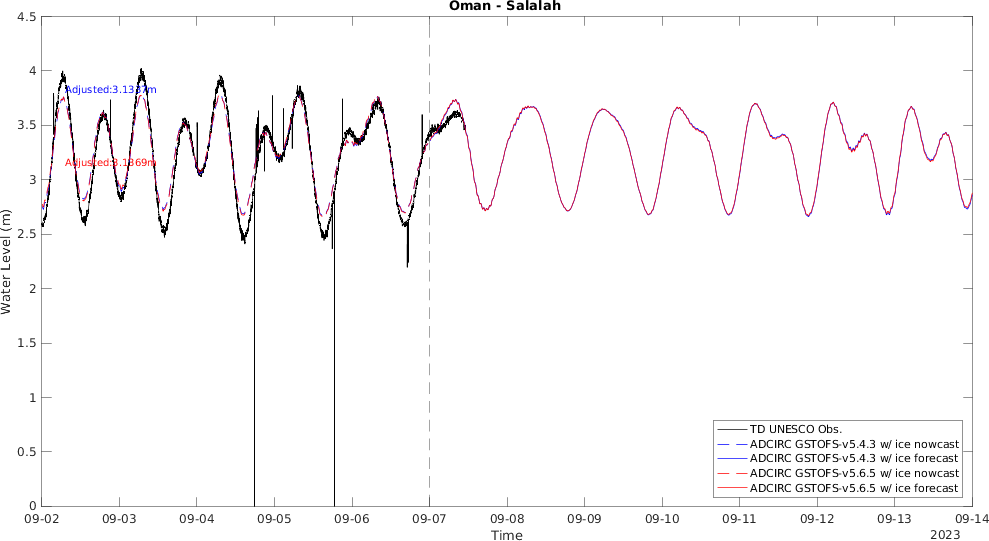 Oman - Salalah
4.5
4
3.5
3
2.5
2
1.5
1
0.5
0
Water Level (m)
Adjusted:3.1337m
Adjusted:3.1369m
TD UNESCO Obs.
ADCIRC GSTOFS-v5.4.3 w/ ice nowcast
ADCIRC GSTOFS-v5.4.3 w/ ice forecast
ADCIRC GSTOFS-v5.6.5 w/ ice nowcast
ADCIRC GSTOFS-v5.6.5 w/ ice forecast
09-02 09-03 09-04 09-05 09-06 09-07 09-08 09-09 09-10 09-11 09-12 09-13 09-14
Time
2023